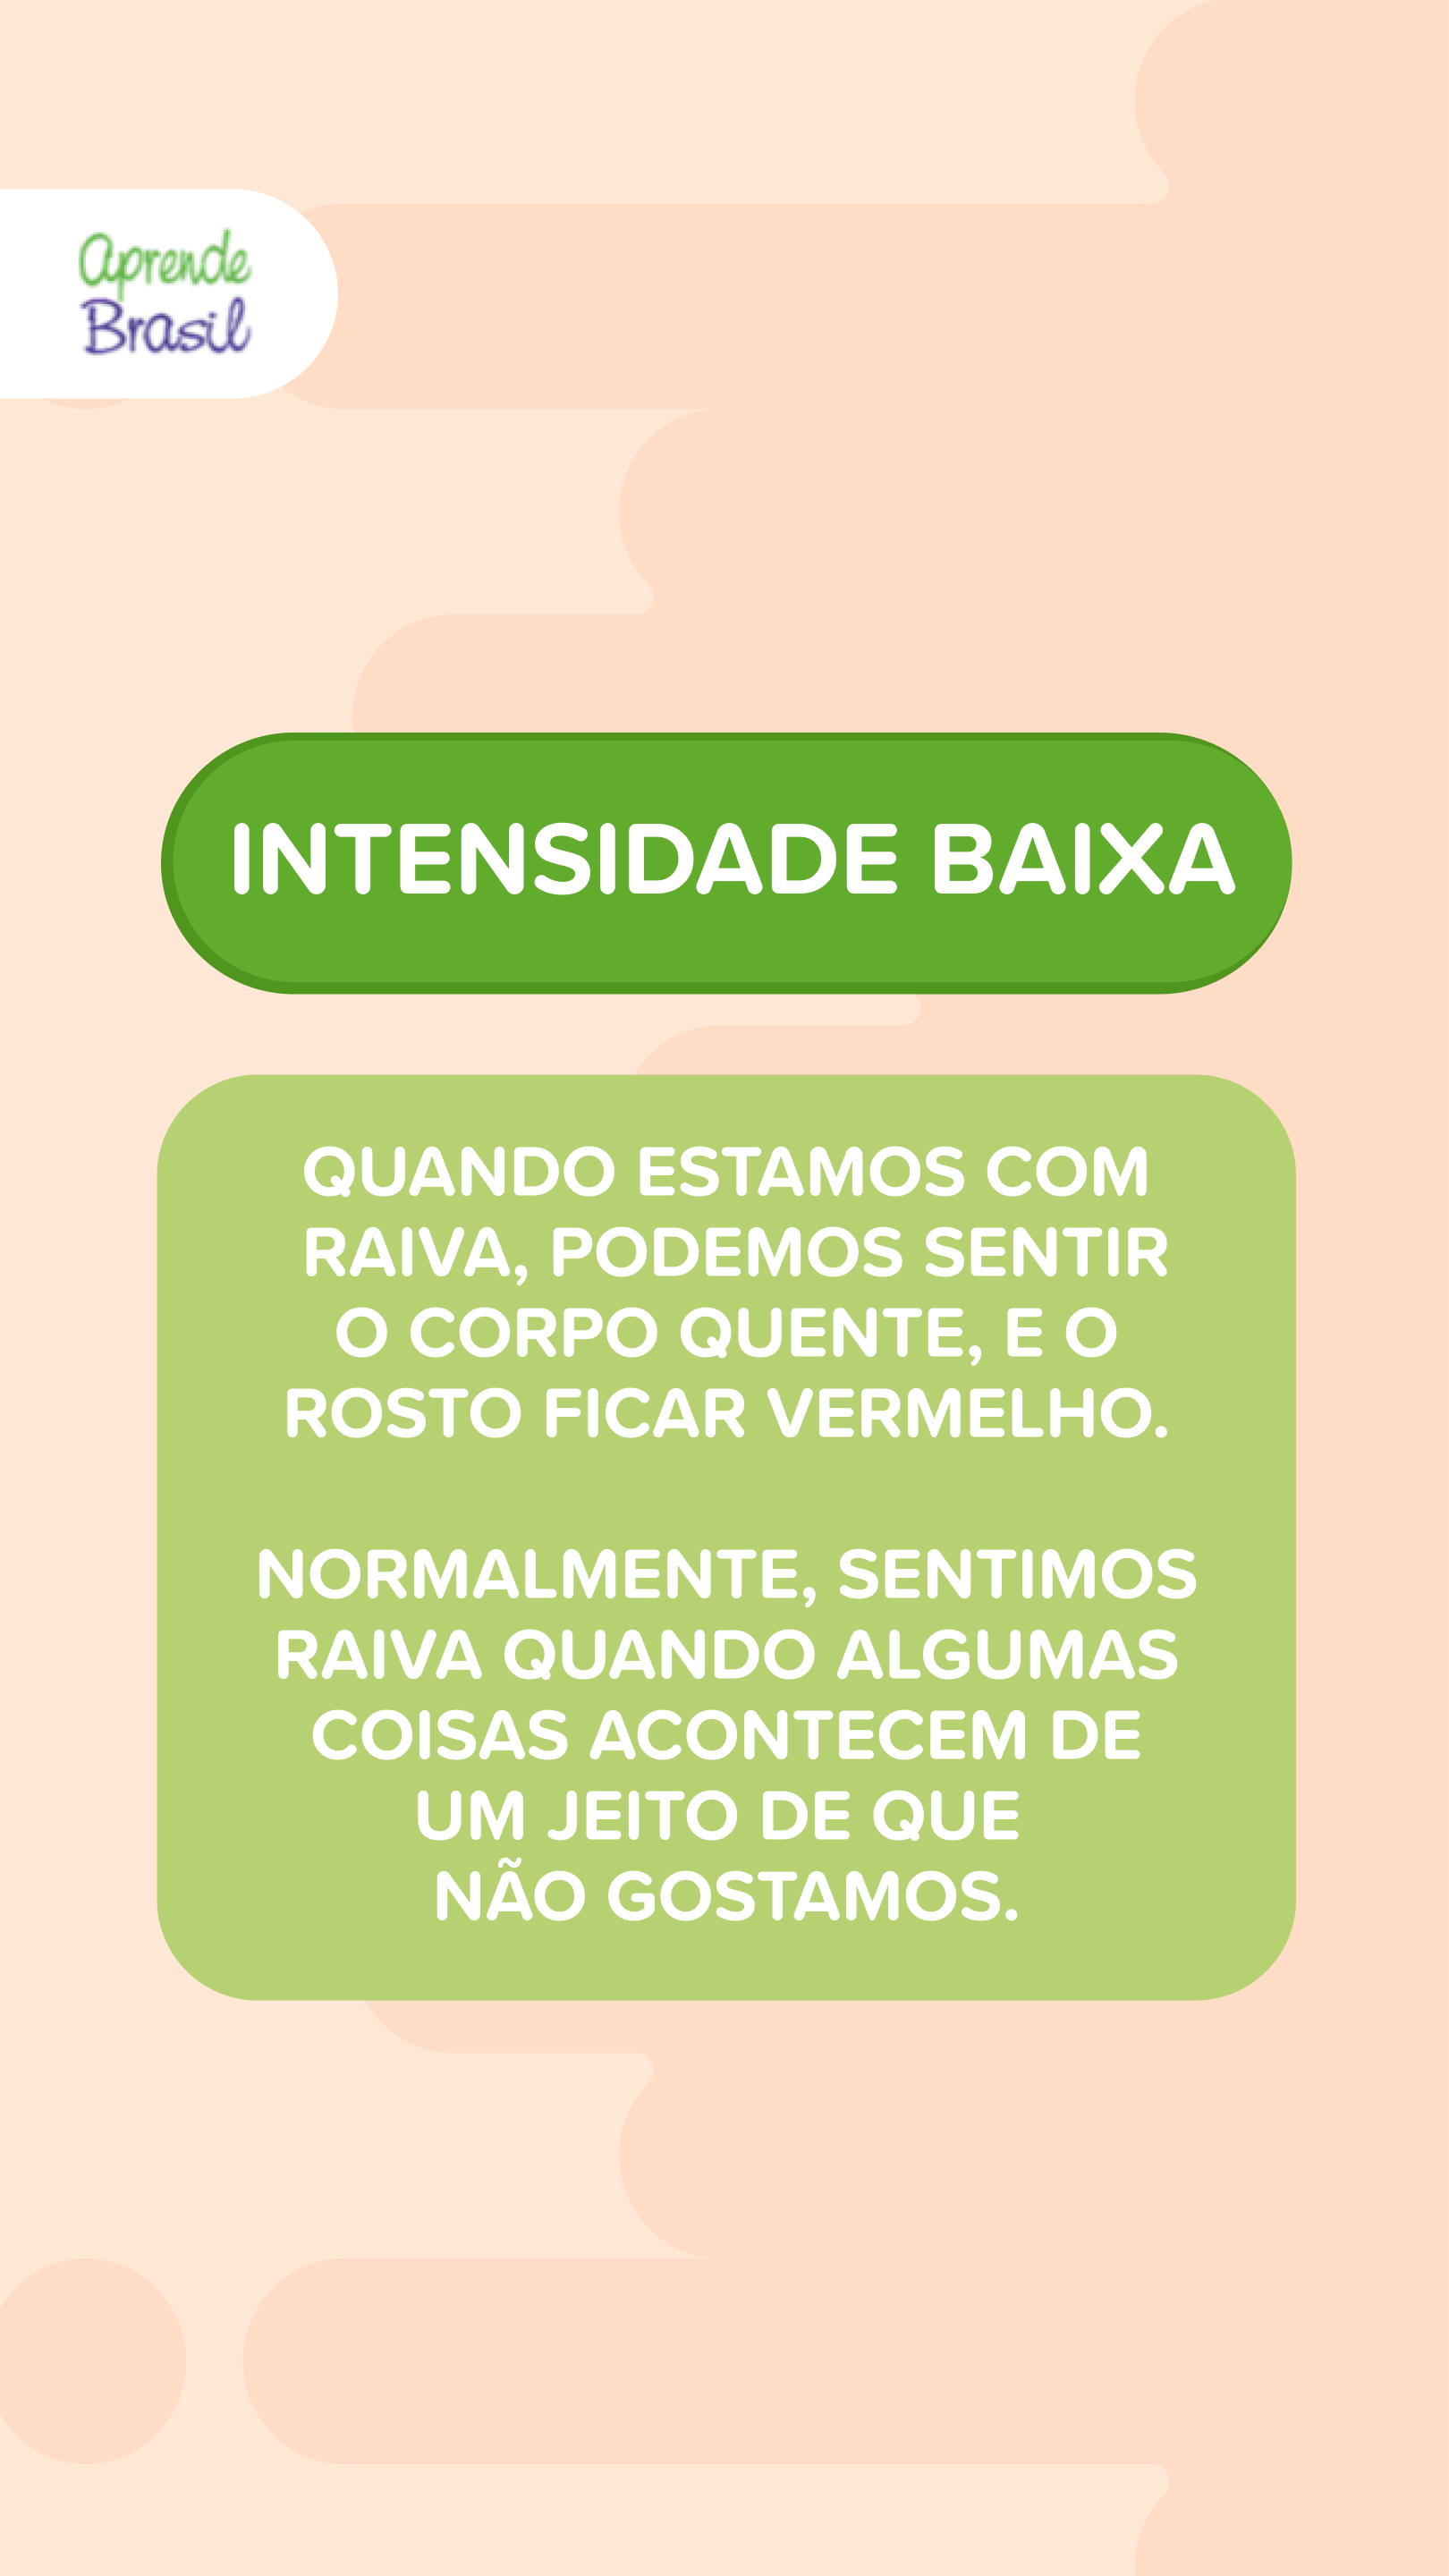 aprende
Brasil
INTENSIDADE BAIXA
QUANDO ESTAMOS COM
RAIVA, PODEMOS SENTIR
O CORPO QUENTE, E O
ROSTO FICAR VERMELHO.
NORMALMENTE, SENTIMOS
RAIVA QUANDO ALGUMAS
COISAS ACONTECEM DE
UM JEITO DE QUE
NÃO GOSTAMOS.